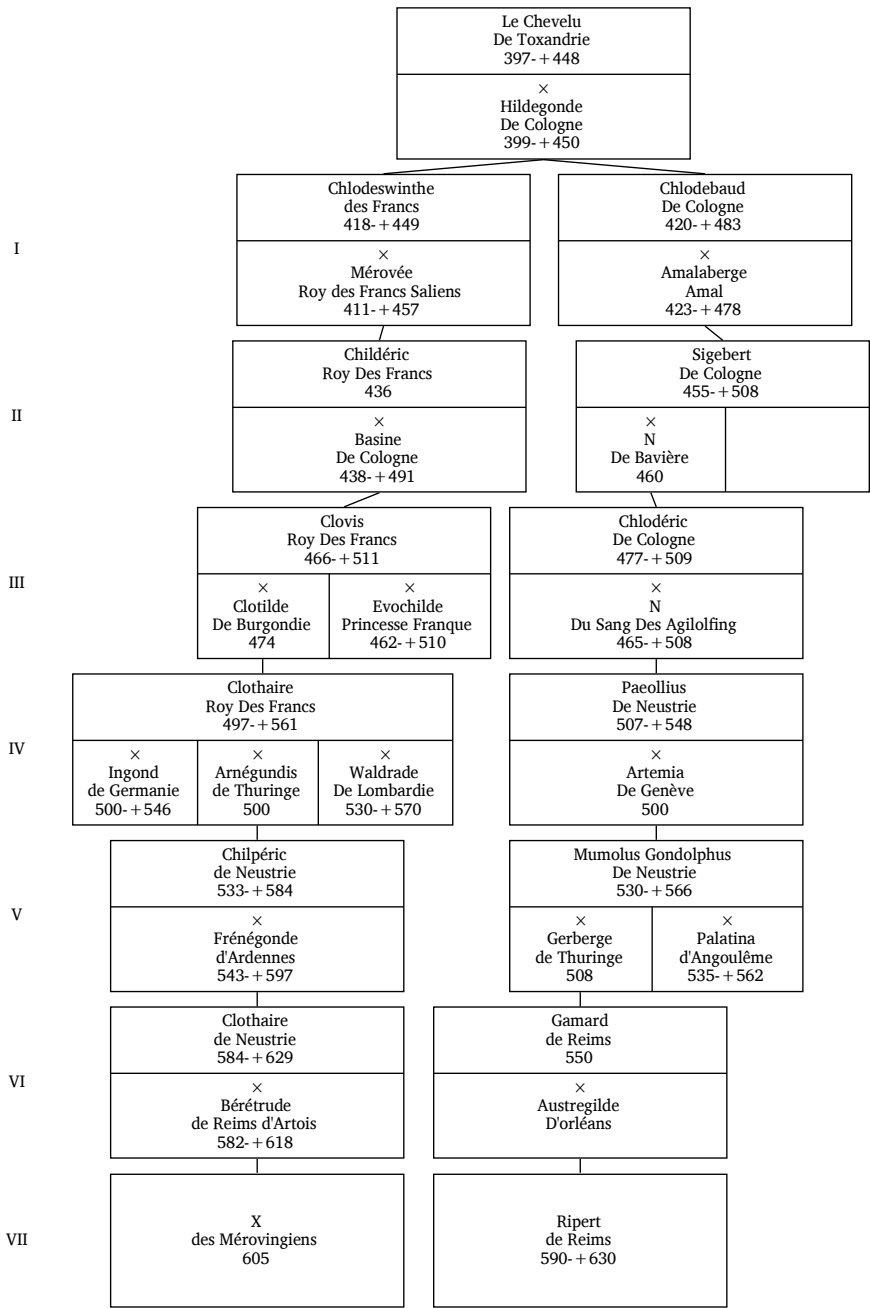 Le Chevelu
De Toxandrie
397-+448
×
Hildegonde
De Cologne
399-+450
I
Chlodeswinthe
des Francs
418-+449
×
Mérovée
Roy des Francs Saliens
411-+457
Chlodebaud
De Cologne
420-+483
×
Amalaberge
Amal
423-+478
II
Childéric
Roy Des Francs
436
×
Basine
De Cologne
438-+491
Sigebert
De Cologne
455-+508
×
N
De Bavière
460
III
Clovis
Roy Des Francs
466-+511
×
Clotilde
De Burgondie
474
×
Evochilde
Princesse Franque
462-+510
Chlodéric
De Cologne
477-+509
×
N
Du Sang Des Agilolfing
465-+508
IV
Clothaire
Roy Des Francs
497-+561
×
Ingond
de Germanie
500-+546
×
Arnégundis
de Thuringe
500
×
Waldrade
De Lombardie
530-+570
Paeollius
De Neustrie
507-+548
×
Artemia
De Genève
500
V
Chilpéric
de Neustrie
533-+584
×
Frénégonde
d'Ardennes
543-+597
Mumolus Gondolphus
De Neustrie
530-+566
×
Gerberge
de Thuringe
508
×
Palatina
d'Angoulême
535-+562
VI
Clothaire
de Neustrie
584-+629
×
Bérétrude
de Reims d'Artois
582-+618
Gamard
de Reims
550
×
Austregilde
D'orléans
VII
X
des Mérovingiens
605
Ripert
de Reims
590-+630